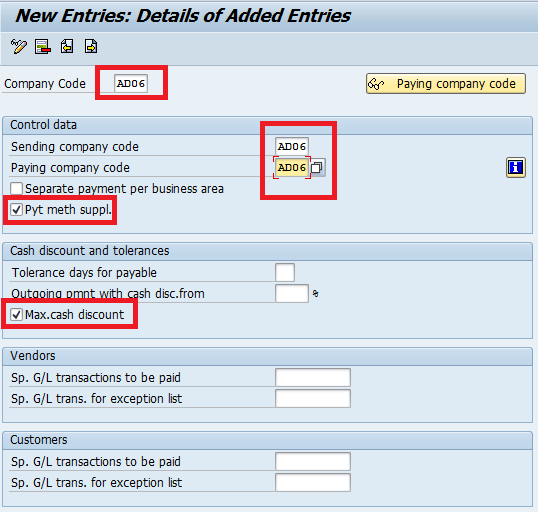 New Entries: Details of Added Entries
Company Code AD06 Paying company code
Control data
Sending company code AD06
Paying company code AD06
Separate payment per business area
Pyt meth suppl.
Cash discount and tolerances
Tolerance days for payable
Outgoing pmnt with cash disc.from %
Max.cash discount
Vendors
Sp. G/L transactions to be paid
Sp. G/L trans. for exception list
Customers
Sp. G/L transactions to be paid
Sp. G/L trans. for exception list